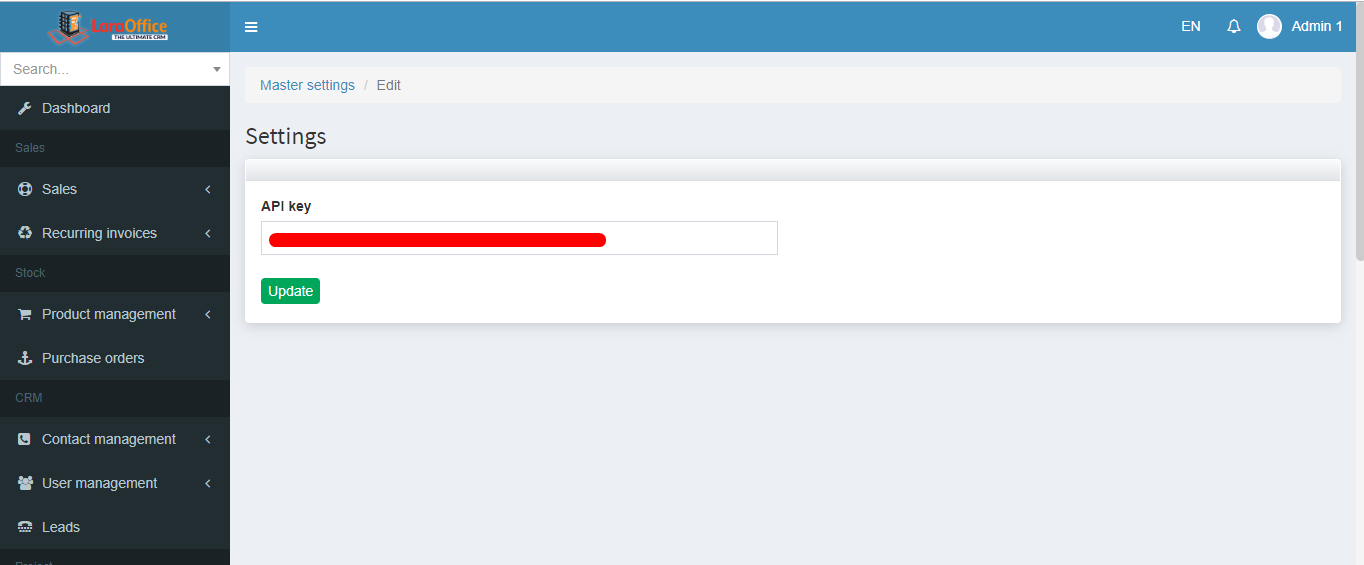 LaraOffice
THE ULTIMATE CRM
EN
Admin 1
Search...
Dashboard
Sales
Sales
Recurring invoices
Stock
Product management
Purchase orders
CRM
Contact management
User management
Leads
Project
Master settings / Edit
Settings
API key
Update